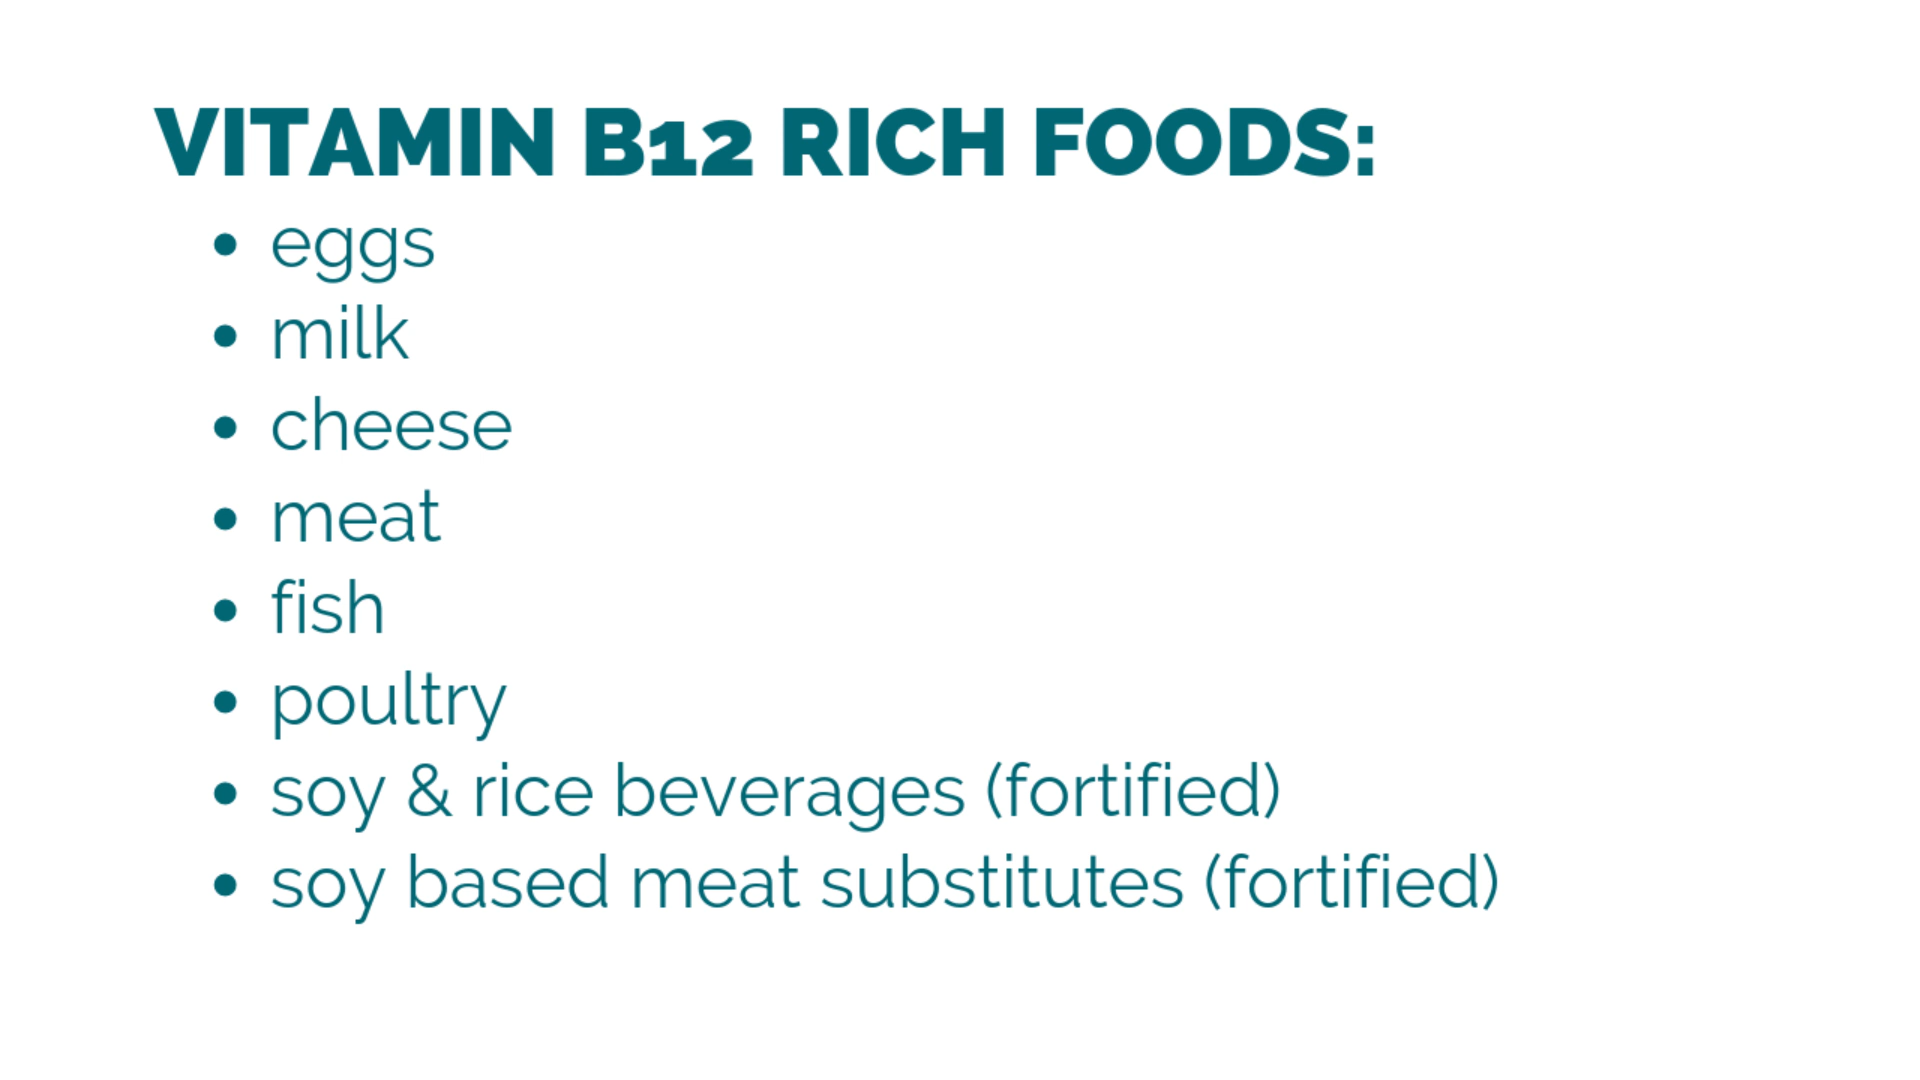 VITAMIN B12 RICH FOODS:
• eggs
• milk
• cheese
• meat
• fish
• poultry
• soy & rice beverages (fortified)
• soy based meat substitutes (fortified)